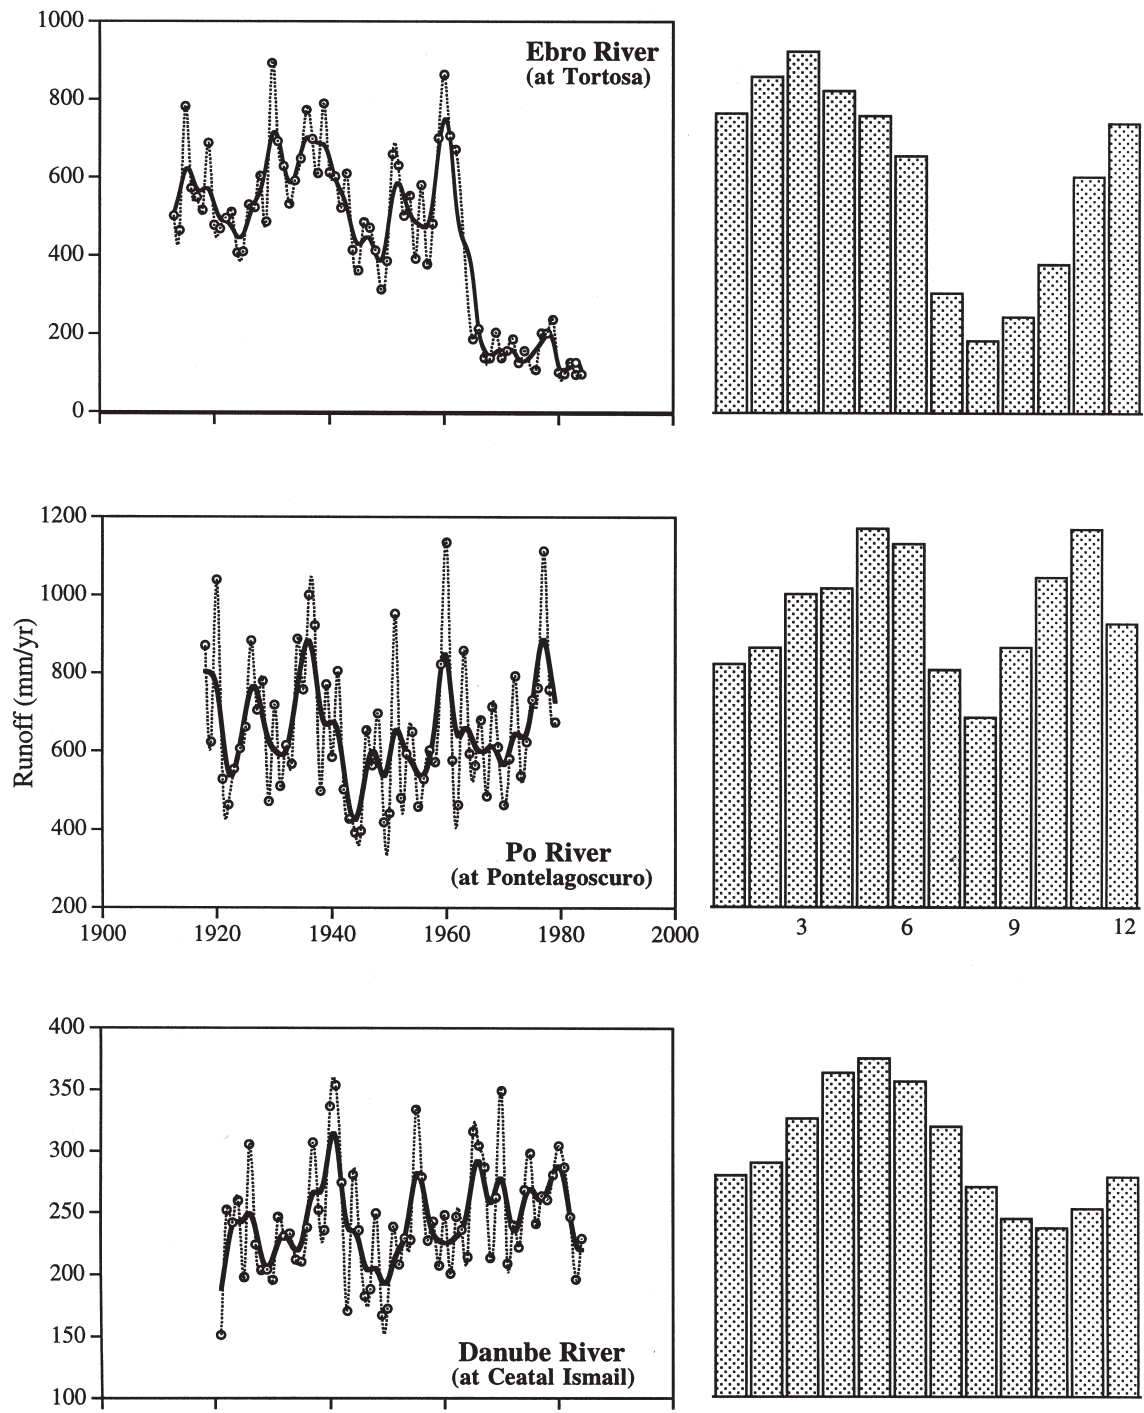 1000
Ebro River
(at Tortosa)
800
600
400
200
0
1200
1000
Runoff (mm/yr)
800
600
400
Po River
(at Pontelagoscuro)
200
1900 1920 1940 1960 1980 2000
3 6 9 12
400
350
300
250
200
150
Danube River
(at Ceatal Ismail)
100